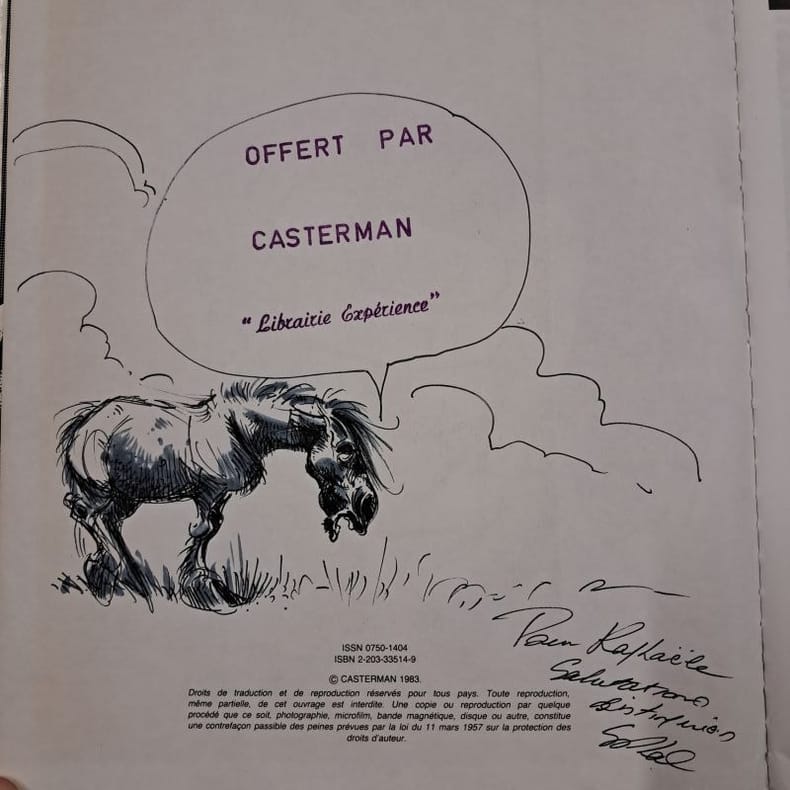 OFFERT PAR
CASTERMAN
“Librairie Expérience”
ISSN 0750-1404
ISBN 2-203-33514-9
© CASTERMAN 1983.
Droits de traduction et de reproduction réservés pour tous pays. Toute reproduction,
même partielle, de cet ouvrage est interdite. Une copie ou reproduction par quelque
procédé que ce soit, photographie, microfilm, bande magnétique, disque ou autre, constitue
une contrefaçon passible des peines prévues par la loi du 11 mars 1957 sur la protection des
droits d'auteur.
Pour Raphaële
Salutations